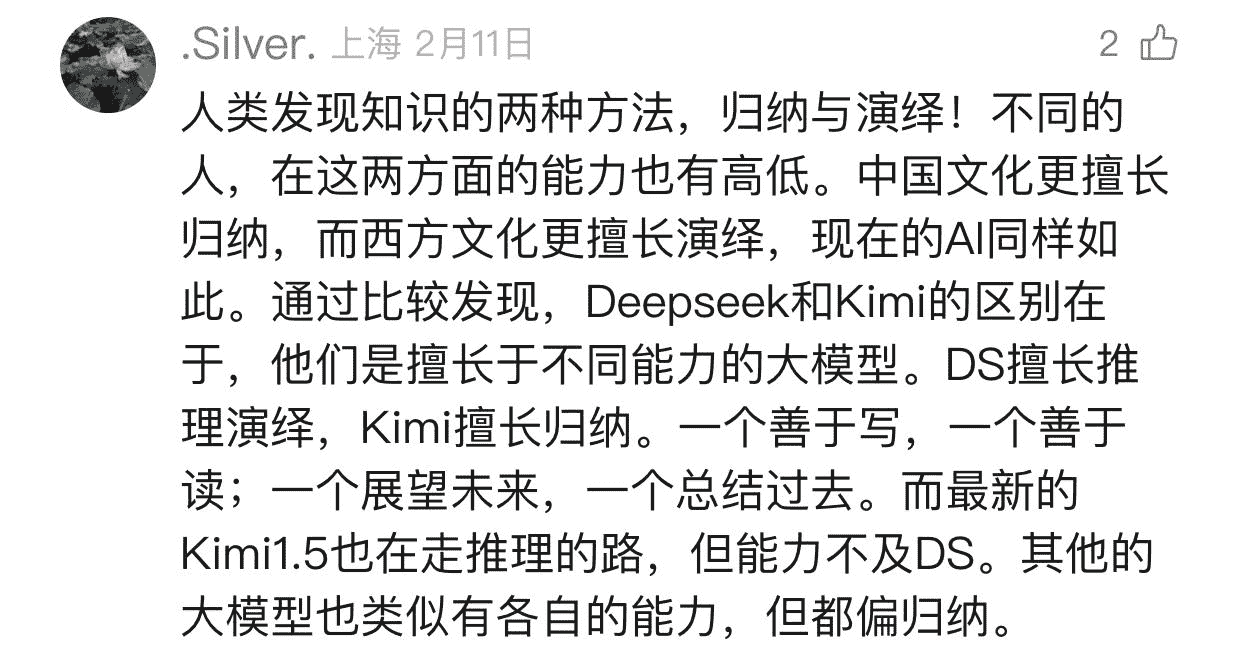 .Silver. 上海 2月11日 2
人类发现知识的两种方法，归纳与演绎！不同的
人，在这两方面的能力也有高低。中国文化更擅长
归纳，而西方文化更擅长演绎，现在的AI同样如
此。通过比较发现，Deepseek和Kimi的区别在
于，他们是擅长于不同能力的大模型。DS擅长推
理演绎，Kimi擅长归纳。一个善于写，一个善于
读；一个展望未来，一个总结过去。而最新的
Kimi1.5也在走推理的路，但能力不及DS。其他的
大模型也类似有各自的能力，但都偏归纳。